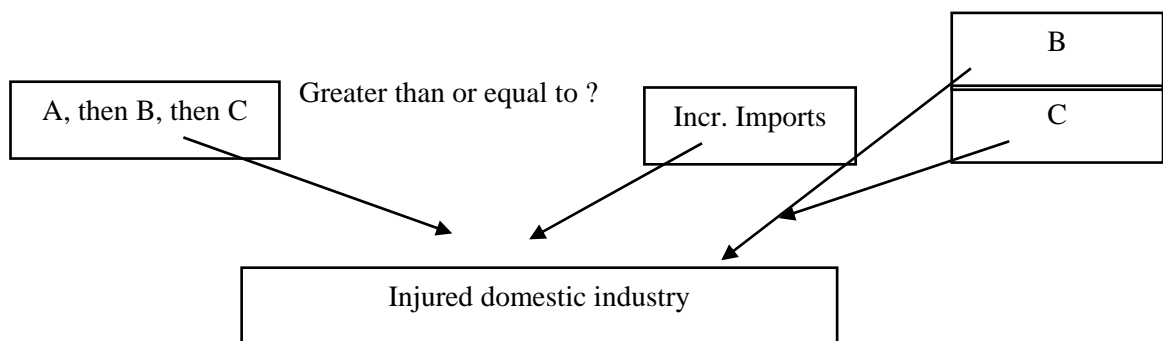 B
A, then B, then C
Greater than or equal to ?
Incr. Imports
C
Injured domestic industry